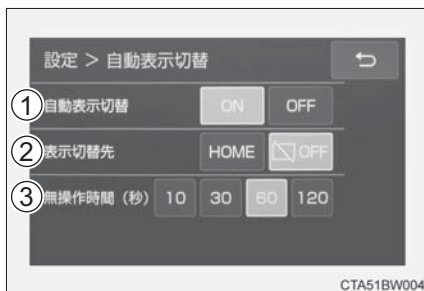 設定 > 自動表示切替
① 自動表示切替 ON OFF
② 表示切替先 HOME OFF
③ 無操作時間（秒） 10 30 60 120
CTA51BW004